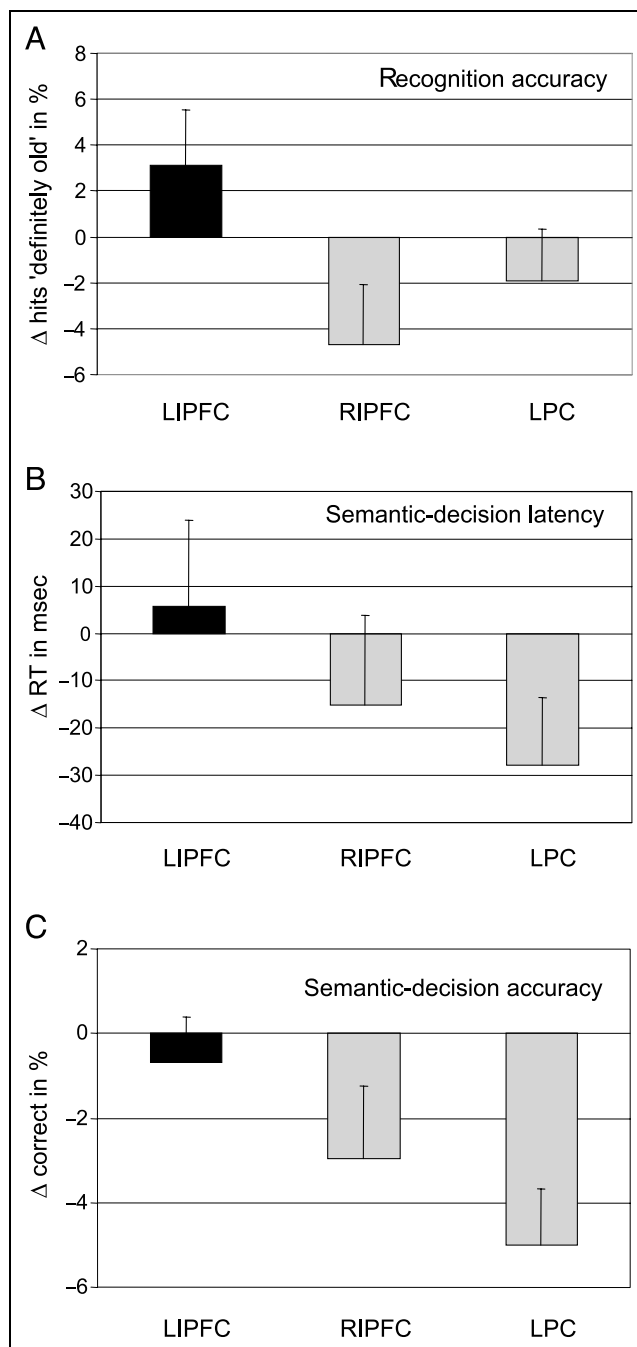 A
Recognition accuracy
Δ hits 'definitely old' in %
8
6
4
2
0
−2
−4
−6
LIPFC RIPFC LPC
B
Semantic-decision latency
Δ RT in msec
30
20
10
0
−10
−20
−30
−40
LIPFC RIPFC LPC
C
Semantic-decision accuracy
Δ correct in %
2
0
−2
−4
−6
LIPFC RIPFC LPC